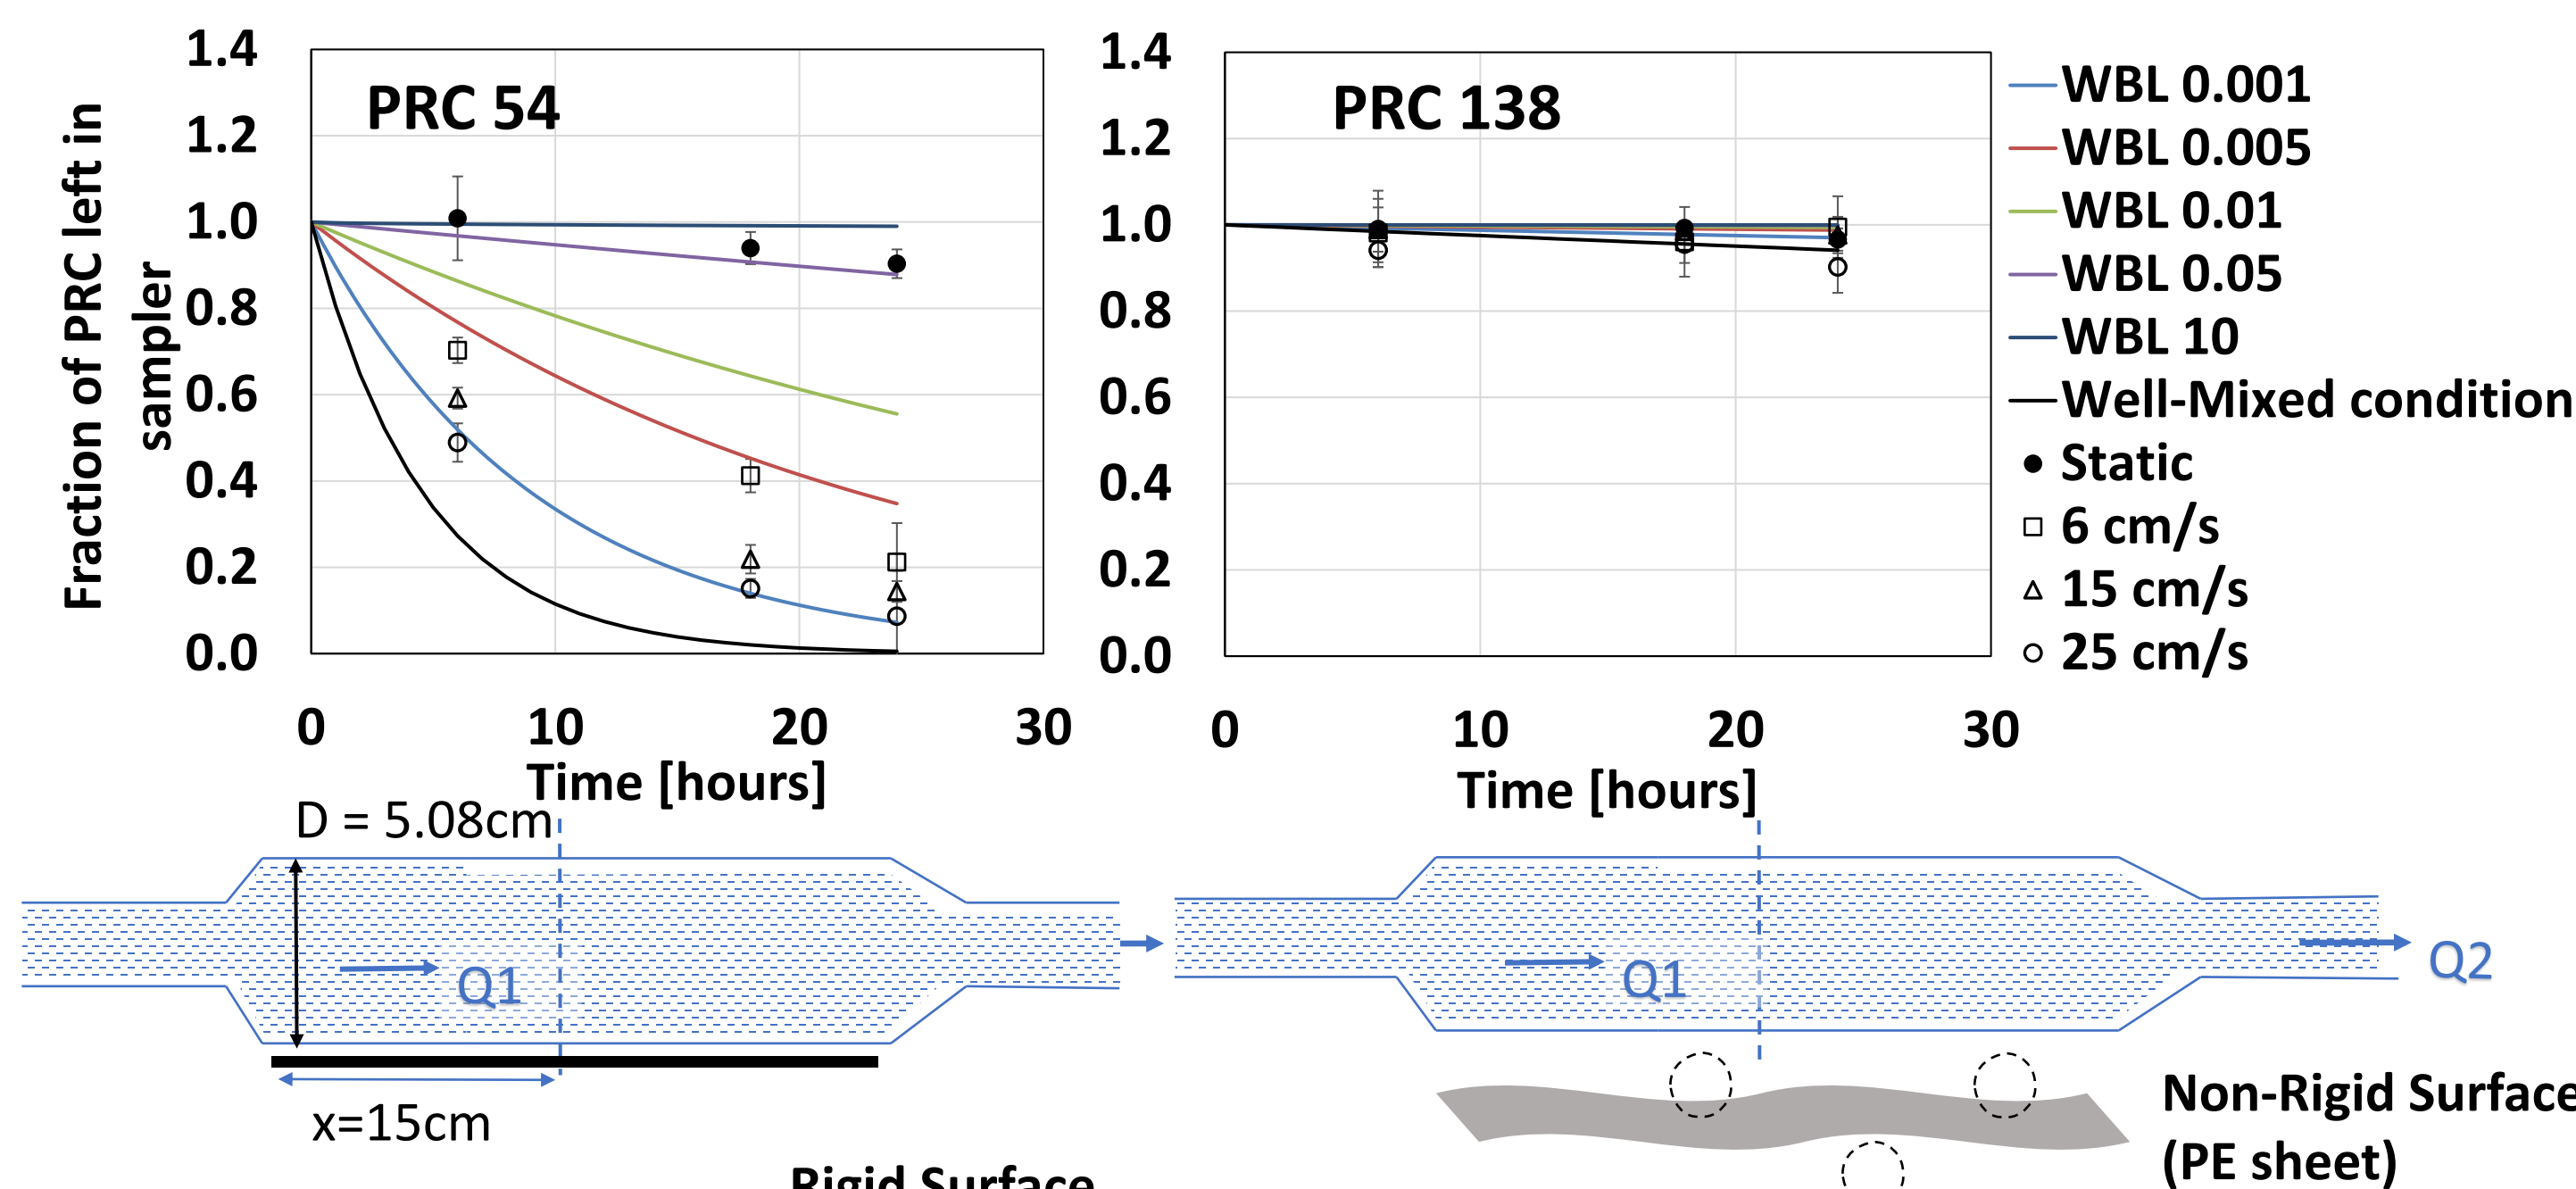 Fraction of PRC left in
sampler
1.4
1.2
1.0
0.8
0.6
0.4
0.2
0.0
PRC 54
0 10 20 30
Time [hours]
1.4
1.2
1.0
0.8
0.6
0.4
0.2
0.0
PRC 138
0 10 20 30
Time [hours]
WBL 0.001
WBL 0.005
WBL 0.01
WBL 0.05
WBL 10
Well-Mixed condition
Static
6 cm/s
15 cm/s
25 cm/s
D = 5.08cm
Q1
x=15cm
Rigid Surface
Q1
Q2
Non-Rigid Surface
(PE sheet)